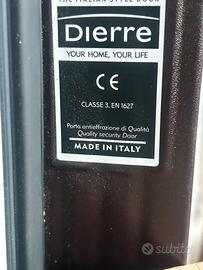 THE ITALIAN STYLE DOOR
Dierre
YOUR HOME, YOUR LIFE
CE
CLASSE 3, EN 1627
Porta antieffrazione di Qualità
Quality security Door
MADE IN ITALY
subito